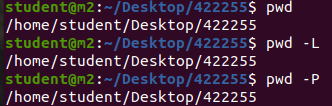 student@m2:~/Desktop/422255$ pwd
/home/student/Desktop/422255
student@m2:~/Desktop/422255$ pwd -L
/home/student/Desktop/422255
student@m2:~/Desktop/422255$ pwd -P
/home/student/Desktop/422255